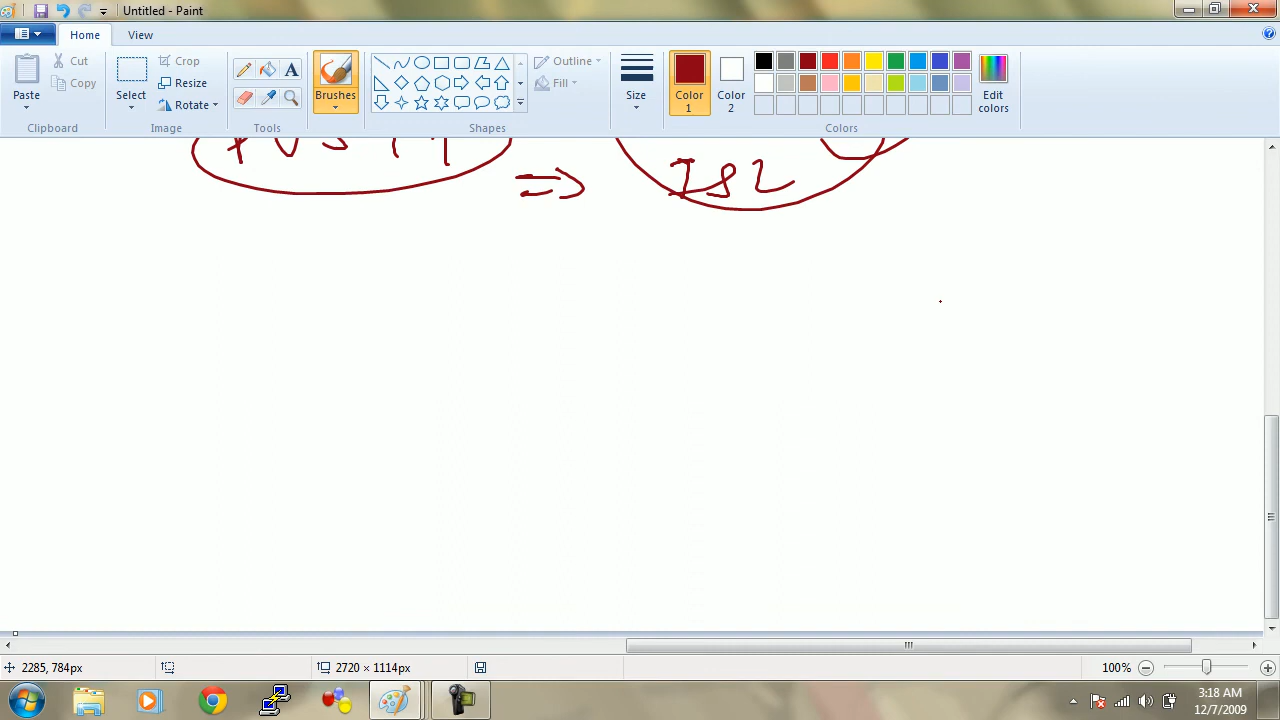 Untitled - Paint
Home
View
Paste
Cut
Copy
Clipboard
Select
Crop
Resize
Rotate
Image
Tools
Brushes
Shapes
Outline
Fill
Size
Color
1
Color
2
Edit
colors
Colors
2285, 784px
2720 × 1114px
100%
3:18 AM
12/7/2009